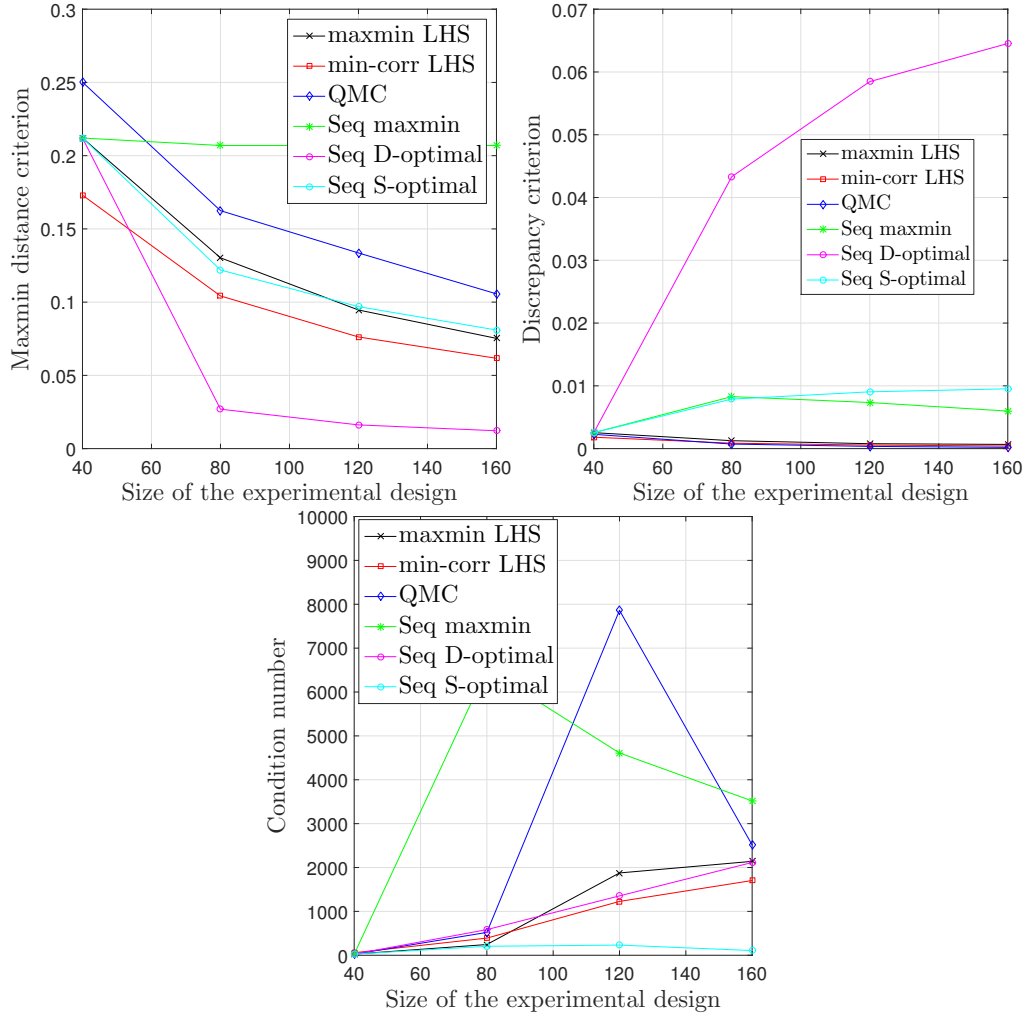 0.3
0.25
0.2
0.15
0.1
0.05
0
40
60
80
100
120
140
160
Maxmin distance criterion
Size of the experimental design
maxmin LHS
min-corr LHS
QMC
Seq maxmin
Seq D-optimal
Seq S-optimal
0.07
0.06
0.05
0.04
0.03
0.02
0.01
0
40
60
80
100
120
140
160
Discrepancy criterion
Size of the experimental design
maxmin LHS
min-corr LHS
QMC
Seq maxmin
Seq D-optimal
Seq S-optimal
10000
9000
8000
7000
6000
5000
4000
3000
2000
1000
0
40
60
80
100
120
140
160
Condition number
Size of the experimental design
maxmin LHS
min-corr LHS
QMC
Seq maxmin
Seq D-optimal
Seq S-optimal